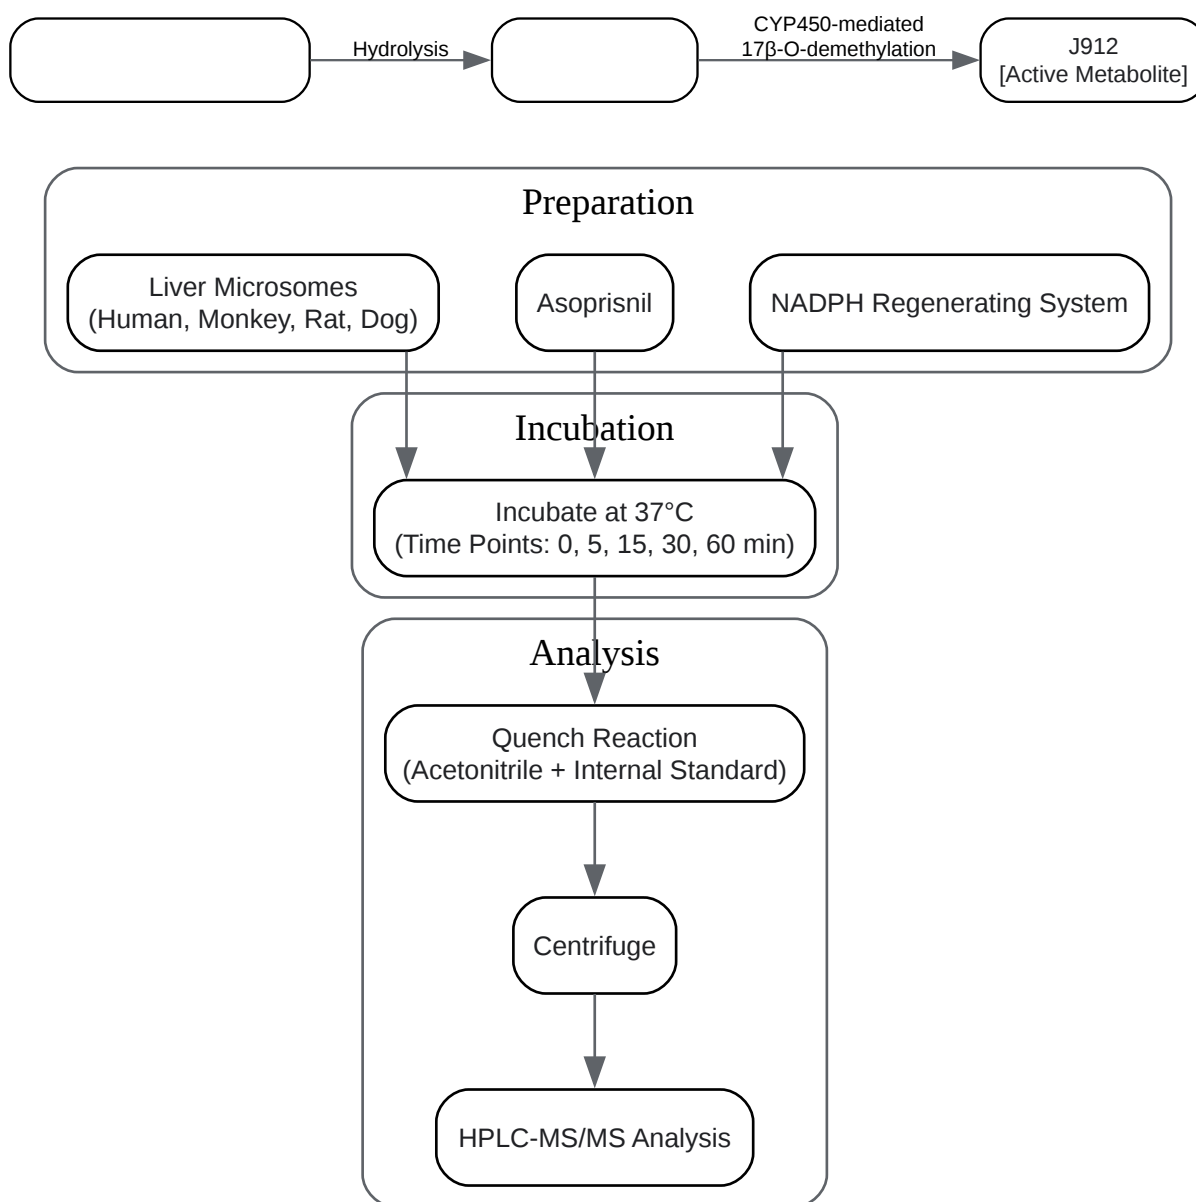 Hydrolysis
CYP450-mediated
17β-O-demethylation
J912
[Active Metabolite]
Preparation
Liver Microsomes
(Human, Monkey, Rat, Dog)
Asoprisnil
NADPH Regenerating System
Incubation
Incubate at 37°C
(Time Points: 0, 5, 15, 30, 60 min)
Analysis
Quench Reaction
(Acetonitrile + Internal Standard)
Centrifuge
HPLC-MS/MS Analysis